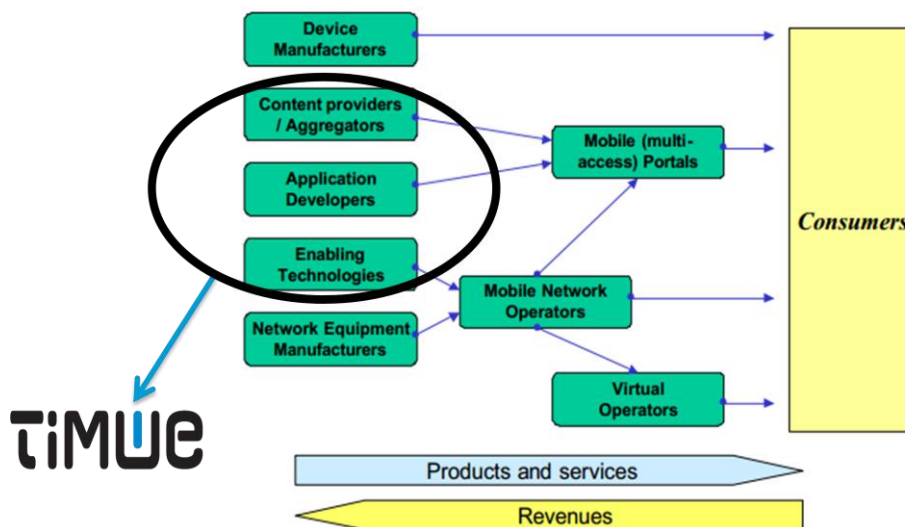 Device
Manufacturers
Content providers
/ Aggregators
Application
Developers
Enabling
Technologies
Network Equipment
Manufacturers
Mobile (multi-
access) Portals
Mobile Network
Operators
Virtual
Operators
Consumers
TIMWE
Products and services
Revenues